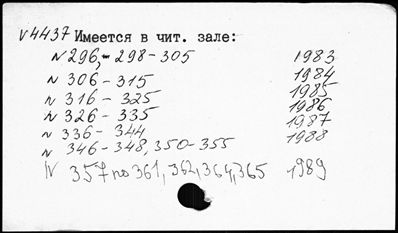 V4437 Имеется в чит. зале:
N 296, - 298-305 1983
N 306-315 1984
N 316-325 1985
N 326-335 1986
N 336-344 1987
N 346-348, 350-355 1988
N 357 по 361, 362, 364, 365 1989